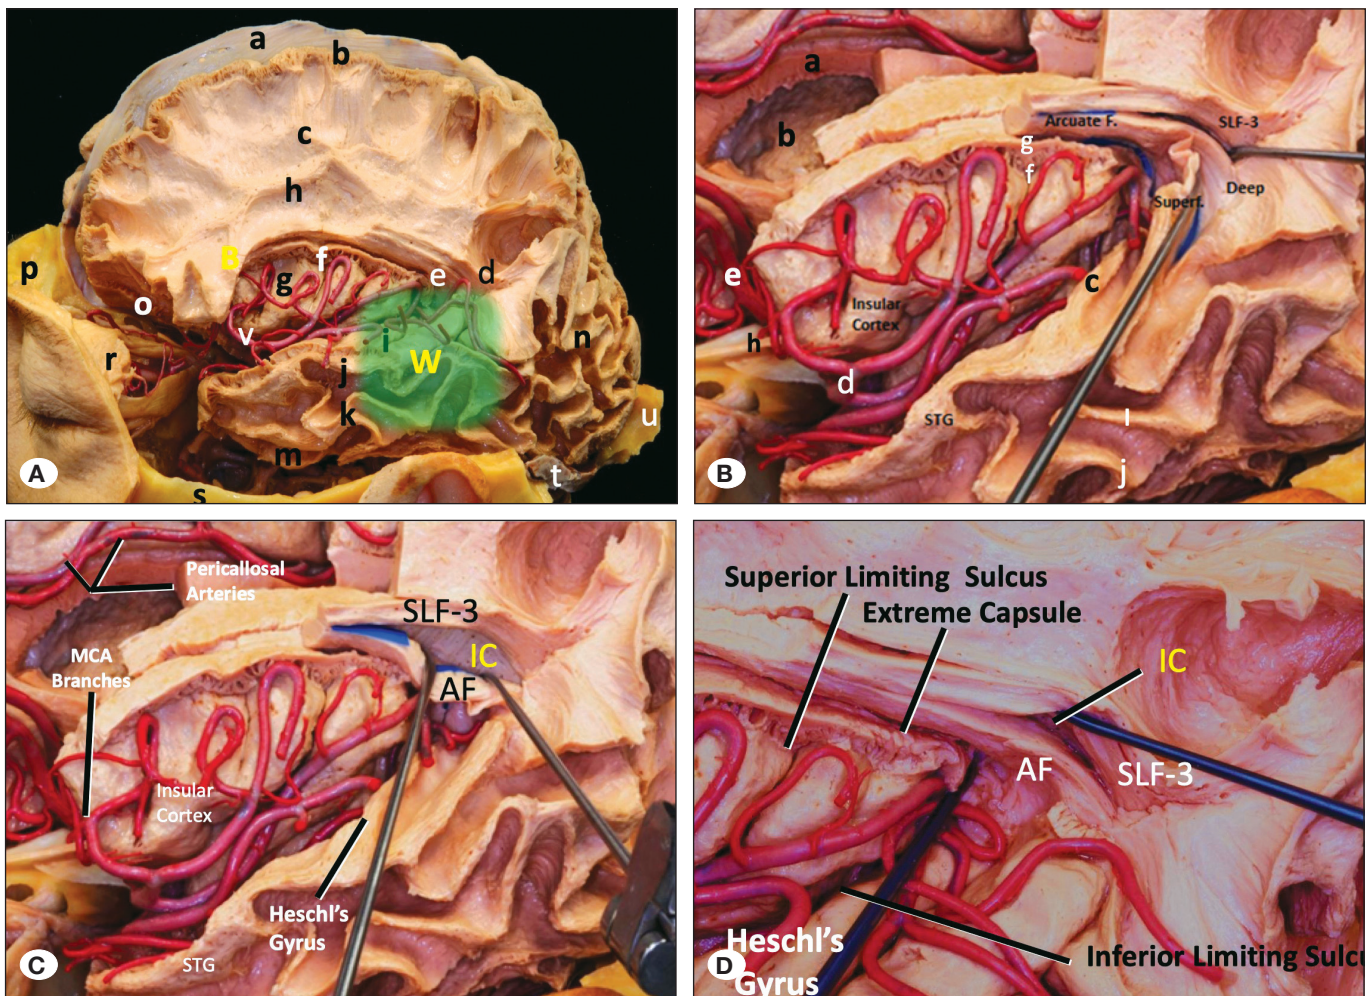 a
b
c
h
B
f
g
e
d
p
o
v
i
r
W
n
j
k
u
m
t
s
A
a
b
Arcuate F.
SLF-3
g
f
Superf.
Deep
e
c
Insular
Cortex
h
d
STG
I
j
B
Pericallosal
Arteries
SLF-3
MCA
Branches
IC
AF
Insular
Cortex
Heschl's
Gyrus
STG
C
Superior Limiting Sulcus
Extreme Capsule
IC
AF
SLF-3
Heschl's
Gyrus
Inferior Limiting Sulcu
D